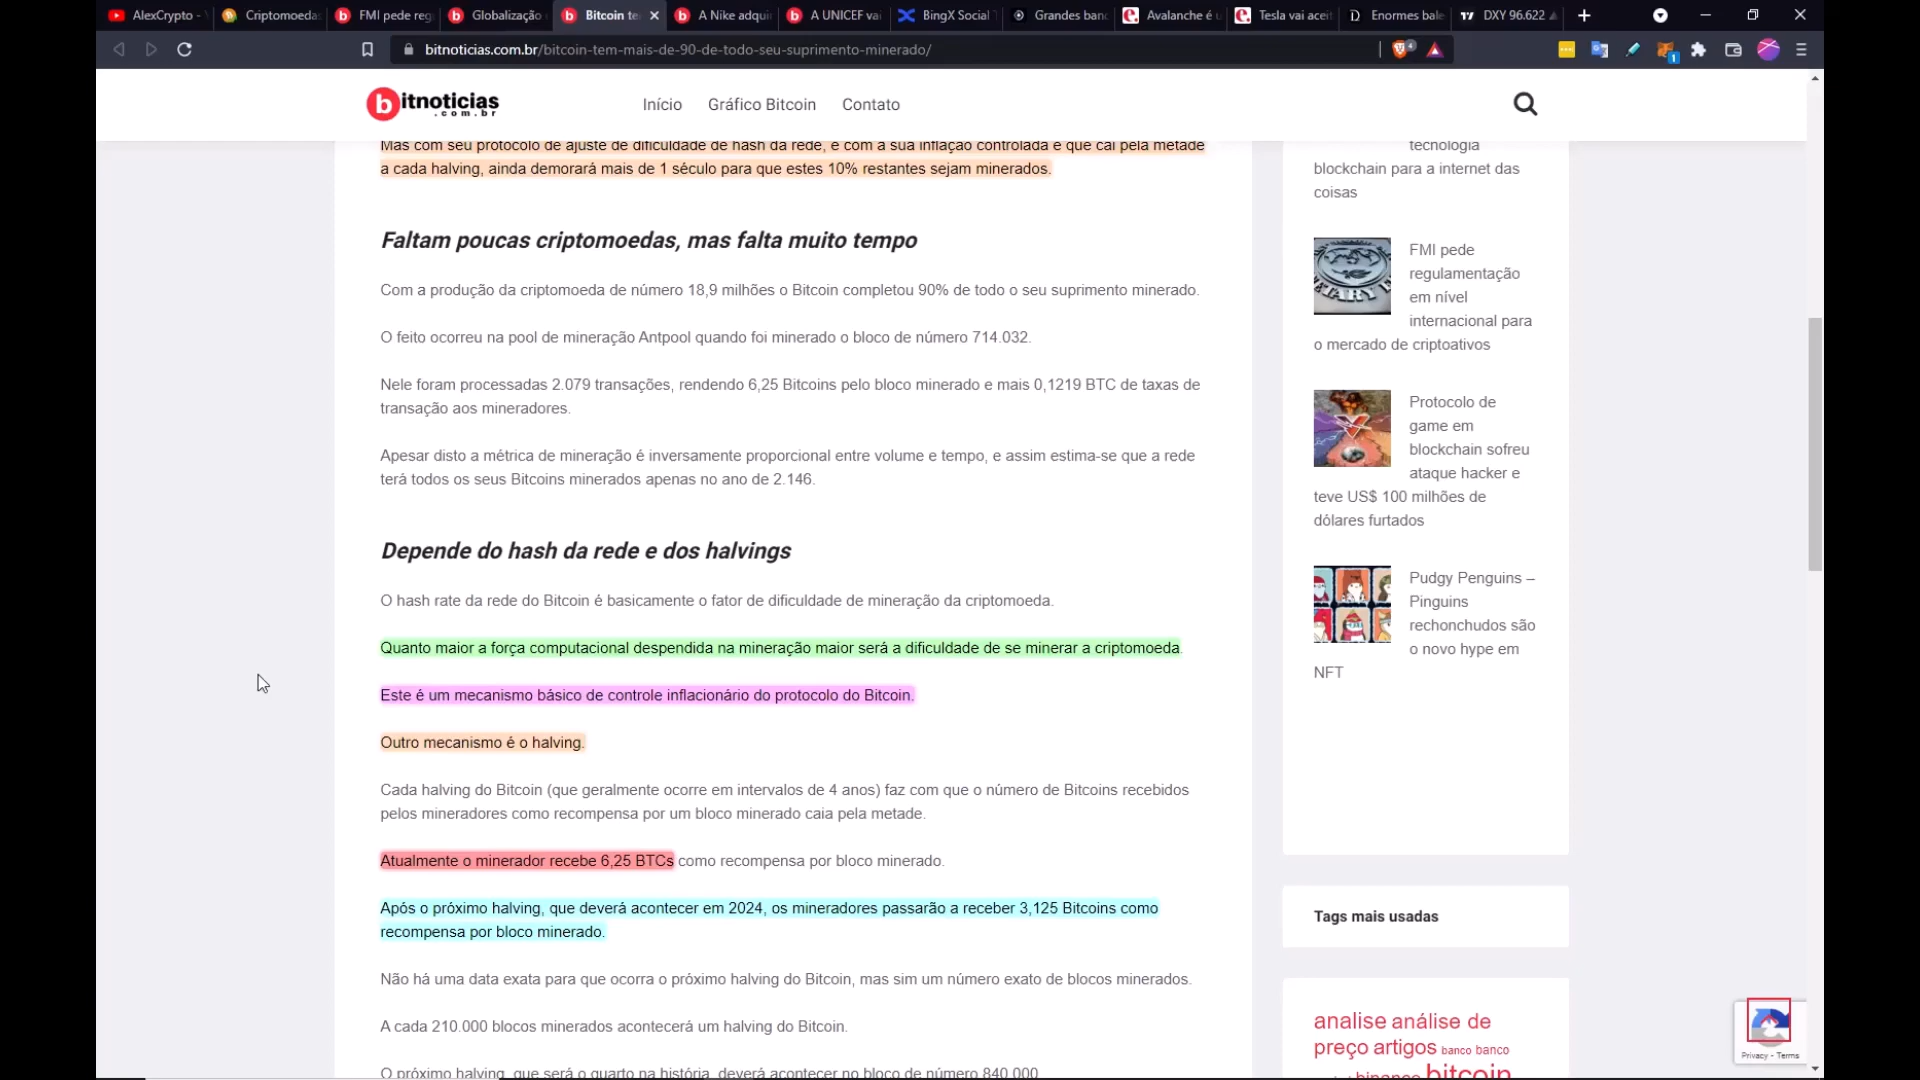 AlexCrypto -
Criptomoedas
FMI pede reg
Globalização
Bitcoin te
A Nike adqui
A UNICEF vai
BingX Social T
Grandes banc
Avalanche é u
Tesla vai aceit
Enormes bale
DXY 96.622
bitnoticias.com.br/bitcoin-tem-mais-de-90-de-todo-seu-suprimento-minerado/
4
1
bitnoticias
.com.br
Início Gráfico Bitcoin Contato
Mas com seu protocolo de ajuste de dificuldade de hash da rede, e com a sua inflação controlada e que cai pela metade
a cada halving, ainda demorará mais de 1 século para que estes 10% restantes sejam minerados.
Faltam poucas criptomoedas, mas falta muito tempo
Com a produção da criptomoeda de número 18,9 milhões o Bitcoin completou 90% de todo o seu suprimento minerado.
O feito ocorreu na pool de mineração Antpool quando foi minerado o bloco de número 714.032.
Nele foram processadas 2.079 transações, rendendo 6,25 Bitcoins pelo bloco minerado e mais 0,1219 BTC de taxas de
transação aos mineradores.
Apesar disto a métrica de mineração é inversamente proporcional entre volume e tempo, e assim estima-se que a rede
terá todos os seus Bitcoins minerados apenas no ano de 2.146.
Depende do hash da rede e dos halvings
O hash rate da rede do Bitcoin é basicamente o fator de dificuldade de mineração da criptomoeda.
Quanto maior a força computacional despendida na mineração maior será a dificuldade de se minerar a criptomoeda.
Este é um mecanismo básico de controle inflacionário do protocolo do Bitcoin.
Outro mecanismo é o halving.
Cada halving do Bitcoin (que geralmente ocorre em intervalos de 4 anos) faz com que o número de Bitcoins recebidos
pelos mineradores como recompensa por um bloco minerado caia pela metade.
Atualmente o minerador recebe 6,25 BTCs como recompensa por bloco minerado.
Após o próximo halving, que deverá acontecer em 2024, os mineradores passarão a receber 3,125 Bitcoins como
recompensa por bloco minerado.
Não há uma data exata para que ocorra o próximo halving do Bitcoin, mas sim um número exato de blocos minerados.
A cada 210.000 blocos minerados acontecerá um halving do Bitcoin.
O próximo halving, que será o quarto na história, deverá acontecer no bloco de número 840.000
tecnologia
blockchain para a internet das
coisas
FMI pede
regulamentação
em nível
internacional para
o mercado de criptoativos
Protocolo de
game em
blockchain sofreu
ataque hacker e
teve US$ 100 milhões de
dólares furtados
Pudgy Penguins –
Pinguins
rechonchudos são
o novo hype em
NFT
Tags mais usadas
analise análise de
preço artigos banco banco
binance bitcoin
Privacy - Terms